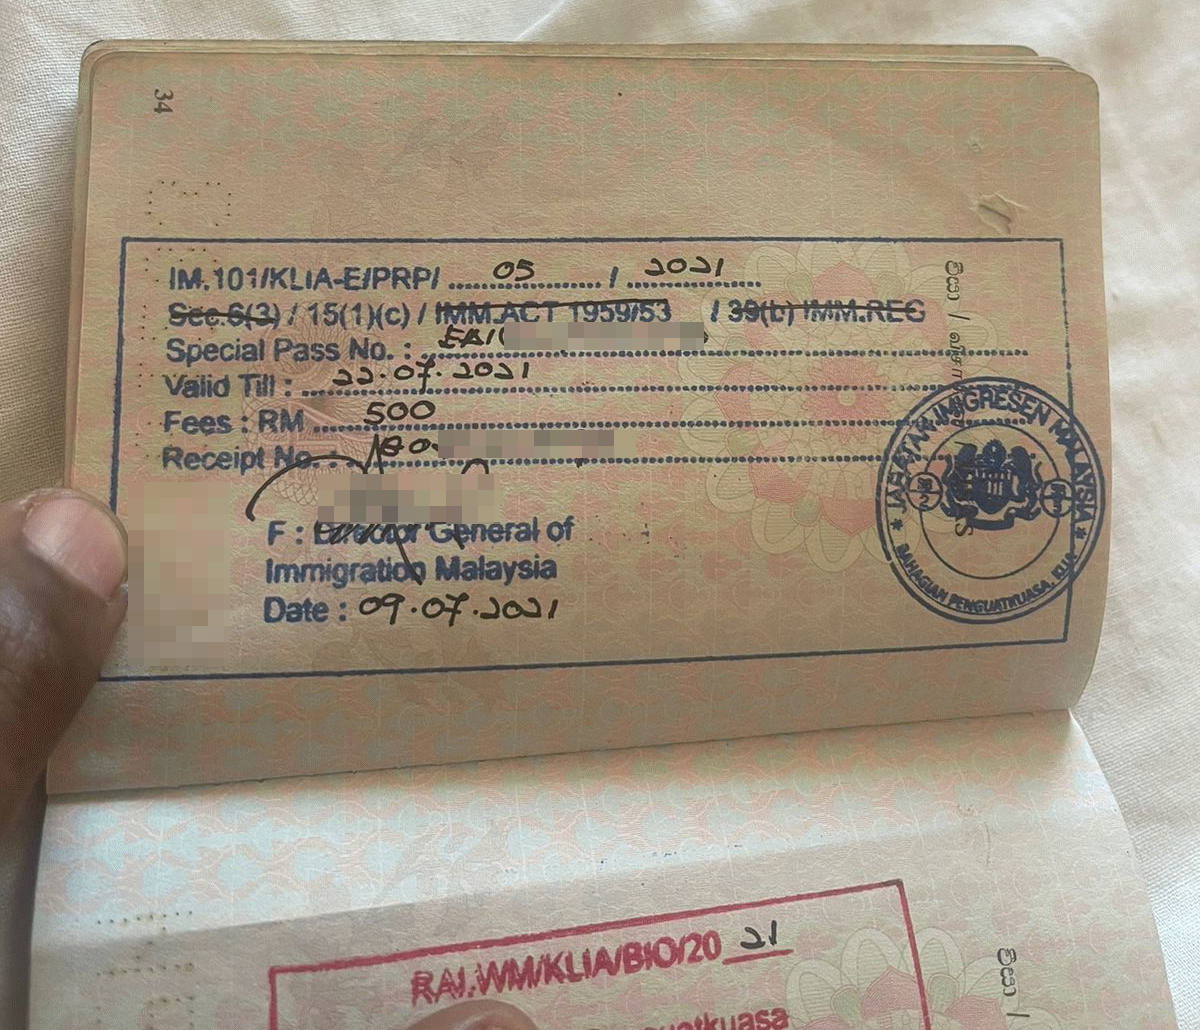 34
IM.101/KLIA-E/PRP/ 05 / 2021
Sec.6(3) / 15(1)(c) / IMM.ACT 1959/53 / 39(b) IMM.REG
Special Pass No. :
Valid Till : 22.07.2021
Fees : RM 500
Receipt No. :
F : Director General of
Immigration Malaysia
Date : 09.07.2021
JABATAN IMIGRESEN MALAYSIA
BAHAGIAN PENGUATKUASA, KLIA
වීසා / விசா
RAJ.WM/KLIA/BIO/20 21
වීසා /